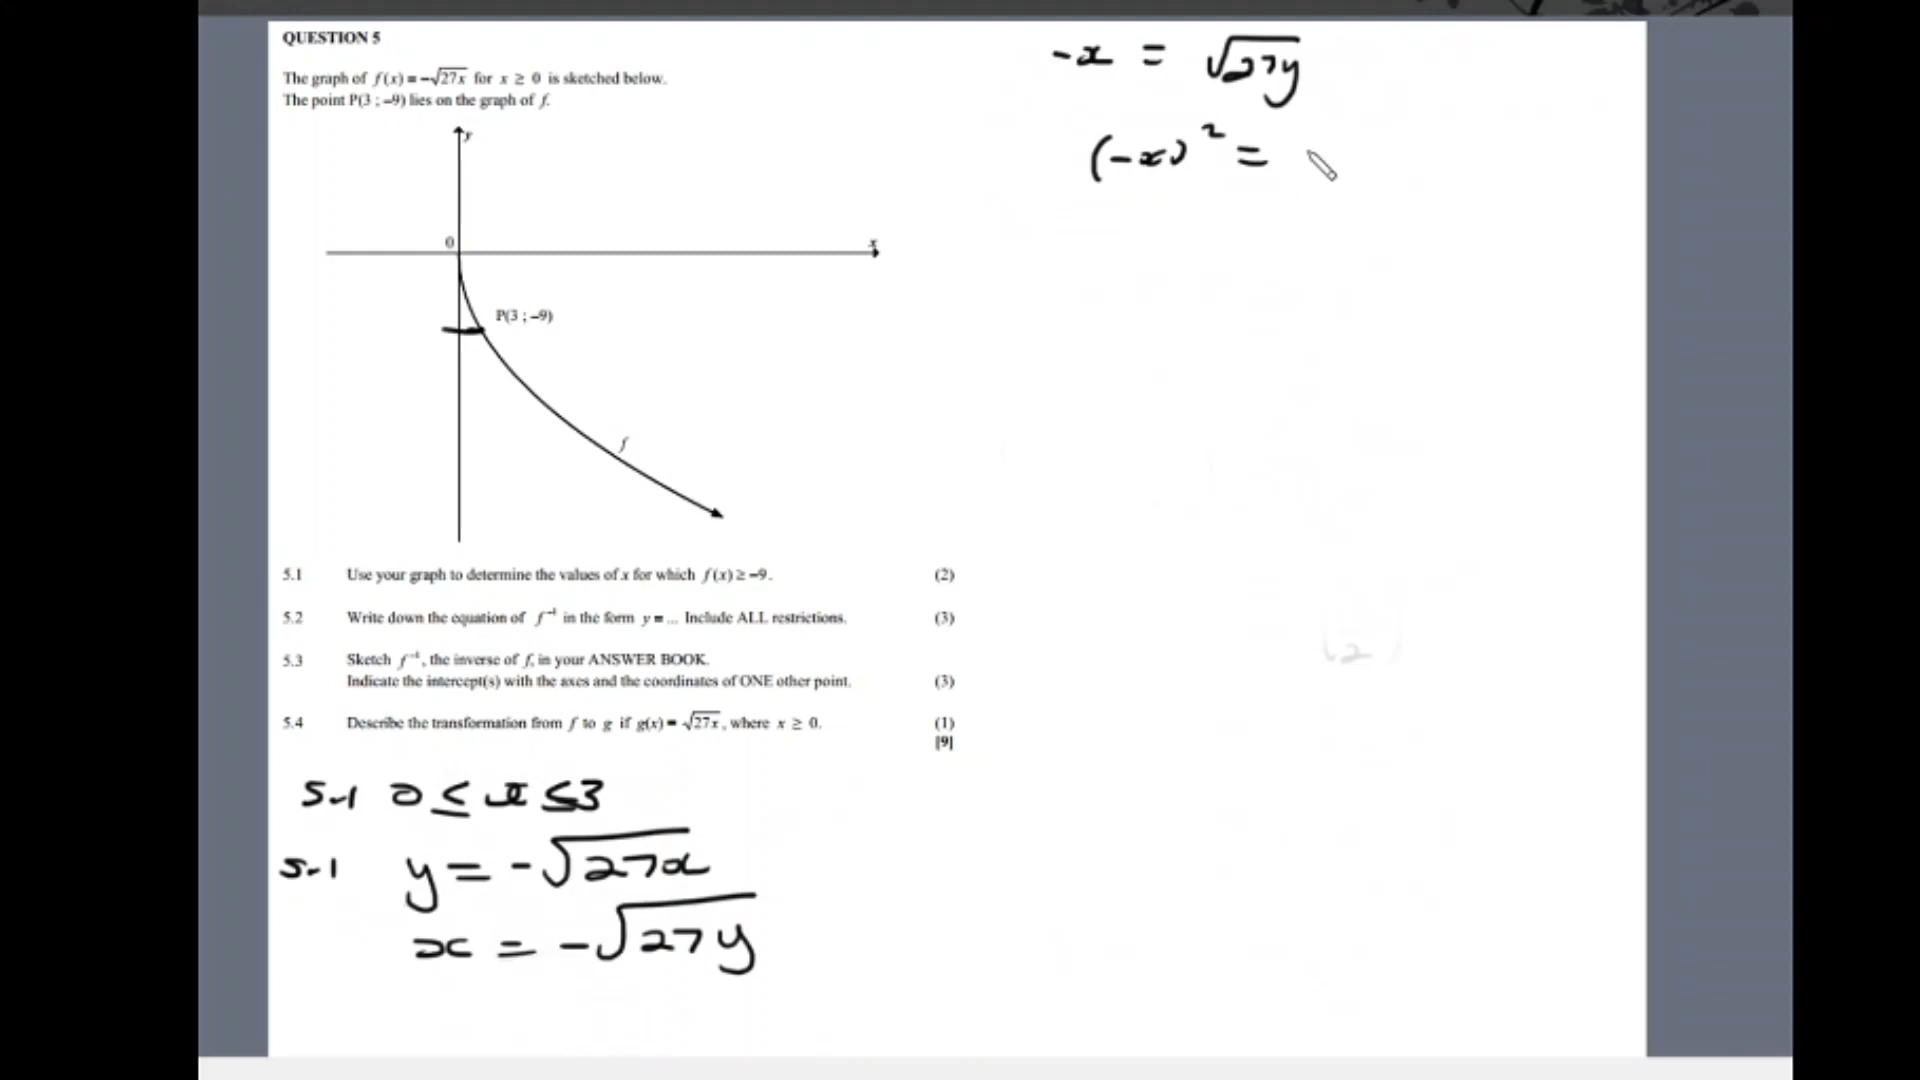 QUESTION 5
The graph of f(x) = −√27x for x ≥ 0 is sketched below.
The point P(3 ; −9) lies on the graph of f.
y
0
x
P(3 ; −9)
f
5.1 Use your graph to determine the values of x for which f(x) ≥ −9. (2)
5.2 Write down the equation of f⁻¹ in the form y = ... Include ALL restrictions. (3)
5.3 Sketch f⁻¹, the inverse of f, in your ANSWER BOOK.
Indicate the intercept(s) with the axes and the coordinates of ONE other point. (3)
5.4 Describe the transformation from f to g if g(x) = √27x, where x ≥ 0. (1)
[9]
5.1 0 ≤ x ≤ 3
5.1 y = −√27x
x = −√27y
-x = √27y
(-x)² =
(2)